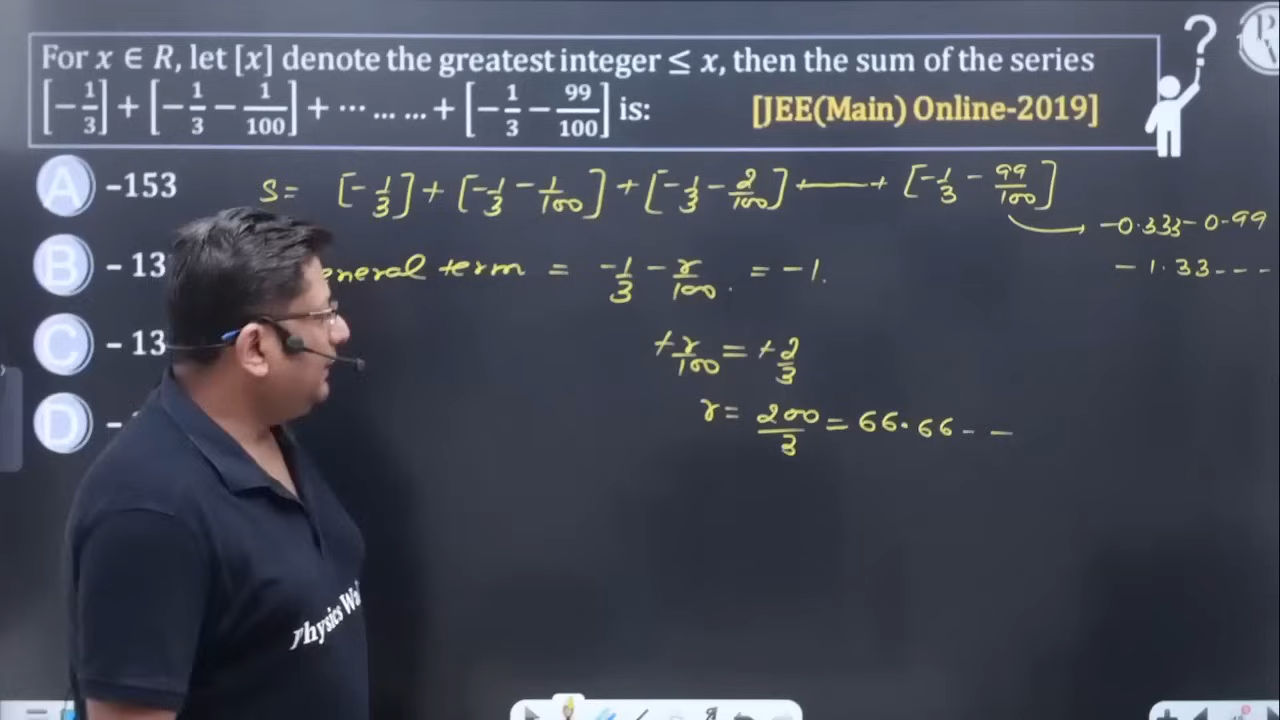 For x ∈ R, let [x] denote the greatest integer ≤ x, then the sum of the series
[-1/3] + [-1/3 - 1/100] + ... ... ... + [-1/3 - 99/100] is: [JEE(Main) Online-2019]
A -153
S = [-1/3] + [-1/3 - 1/100] + [-1/3 - 2/100] + —— + [-1/3 - 99/100]
-0.333-0.99
B - 13
eneral term = -1/3 - r/100 = -1.
-1.33---
C - 13
+r/100 = +2/3
D -
r = 200/3 = 66.66--
Physics Wa